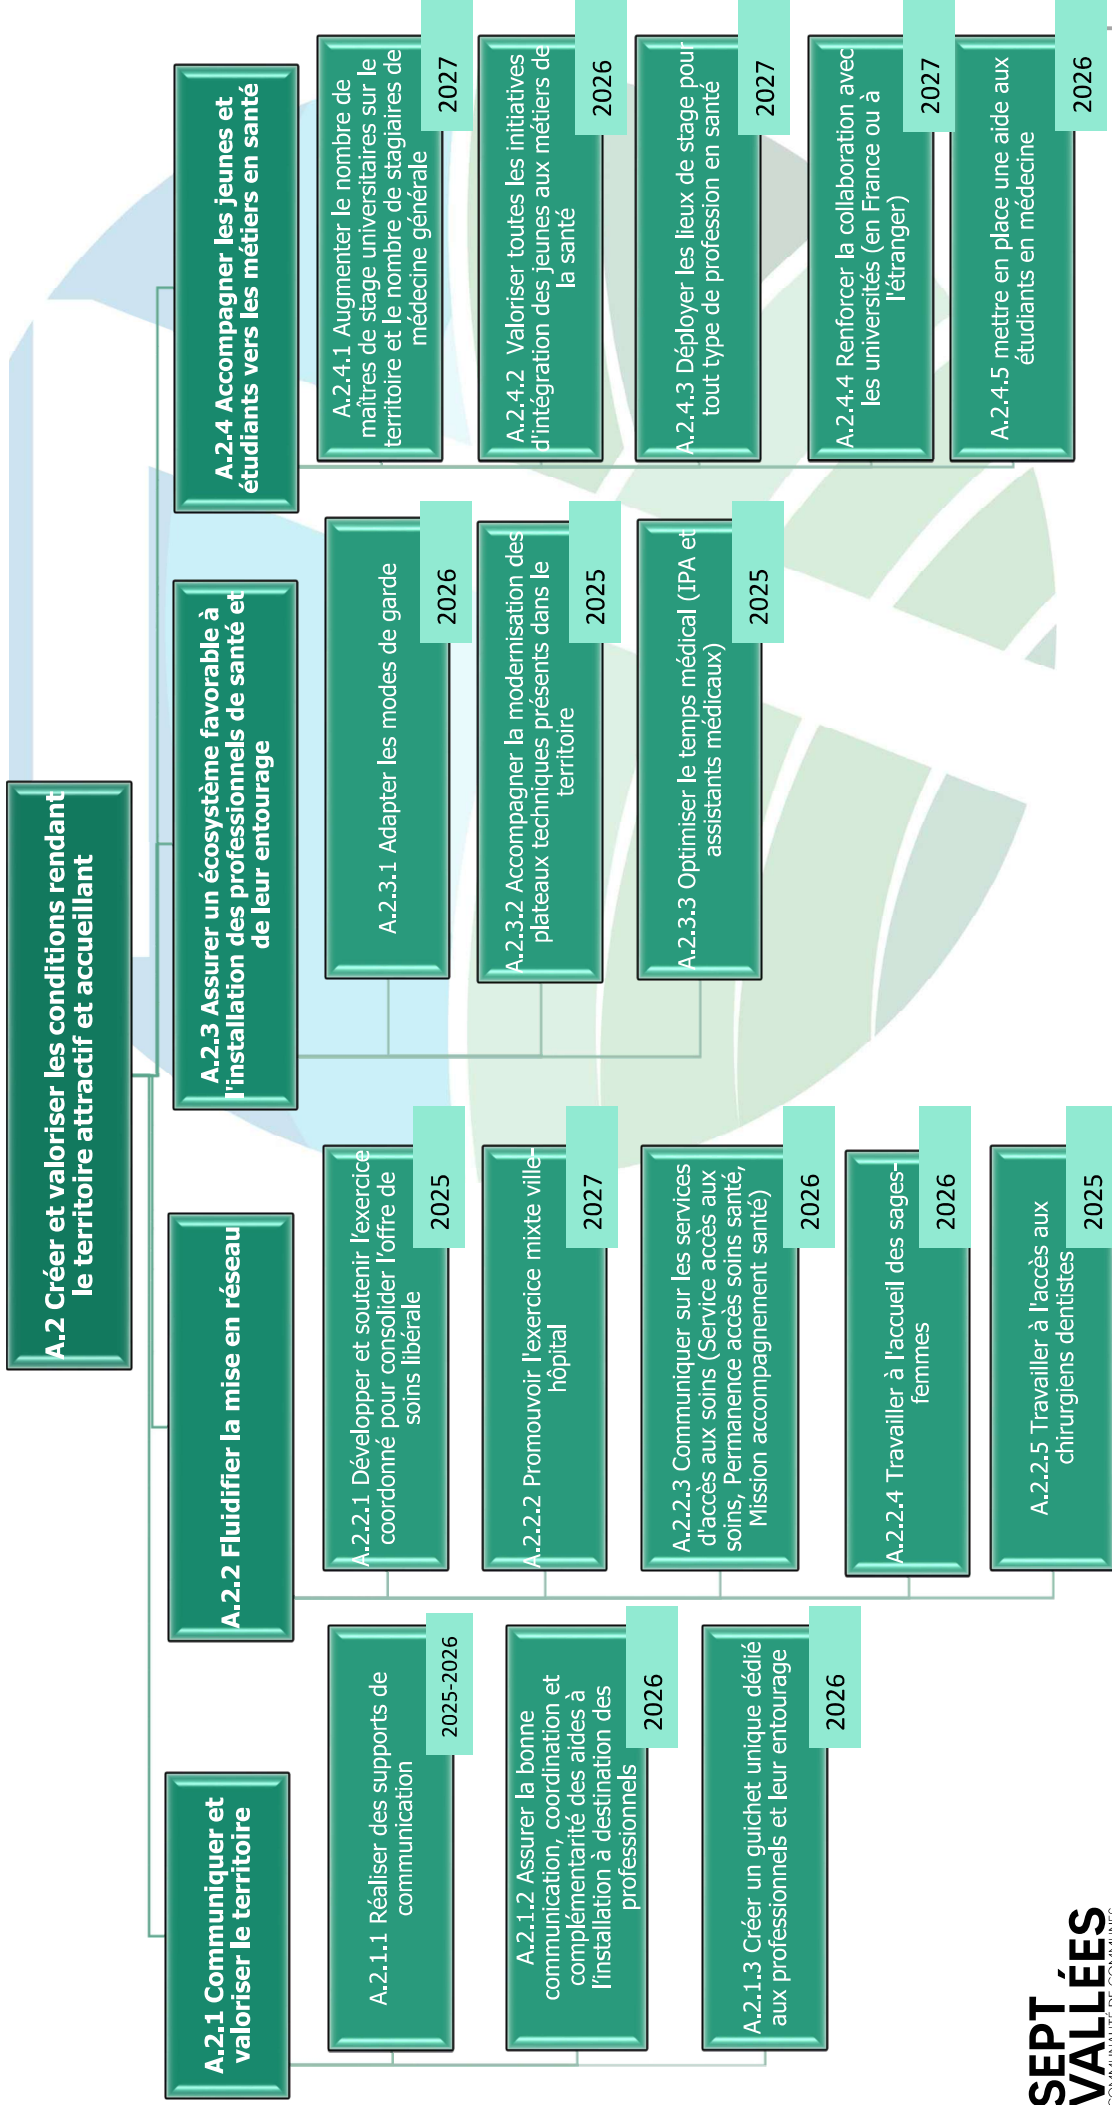 A.2 Créer et valoriser les conditions rendant
le territoire attractif et accueillant
A.2.1 Communiquer et
valoriser le territoire
A.2.1.1 Réaliser des supports de
communication
2025-2026
A.2.1.2 Assurer la bonne
communication, coordination et
complémentarité des aides à
l’installation à destination des
professionnels
2026
A.2.1.3 Créer un guichet unique dédié
aux professionnels et leur entourage
2026
A.2.2 Fluidifier la mise en réseau
A.2.2.1 Développer et soutenir l’exercice
coordonné pour consolider l’offre de
soins libérale
2025
A.2.2.2 Promouvoir l'exercice mixte ville-
hôpital
2027
A.2.2.3 Communiquer sur les services
d'accès aux soins (Service accès aux
soins, Permanence accès soins santé,
Mission accompagnement santé)
2026
A.2.2.4 Travailler à l'accueil des sages-
femmes
2026
A.2.2.5 Travailler à l'accès aux
chirurgiens dentistes
2025
A.2.3 Assurer un écosystème favorable à
l'installation des professionnels de santé et
de leur entourage
A.2.3.1 Adapter les modes de garde
2026
A.2.3.2 Accompagner la modernisation des
plateaux techniques présents dans le
territoire
2025
A.2.3.3 Optimiser le temps médical (IPA et
assistants médicaux)
2025
A.2.4 Accompagner les jeunes et
étudiants vers les métiers en santé
A.2.4.1 Augmenter le nombre de
maîtres de stage universitaires sur le
territoire et le nombre de stagiaires de
médecine générale
2027
A.2.4.2 Valoriser toutes les initiatives
d'intégration des jeunes aux métiers de
la santé
2026
A.2.4.3 Déployer les lieux de stage pour
tout type de profession en santé
2027
A.2.4.4 Renforcer la collaboration avec
les universités (en France ou à
l'étranger)
2027
A.2.4.5 mettre en place une aide aux
étudiants en médecine
2026
SEPT
VALLÉES
COMMUNAUTÉ DE COMMUNES